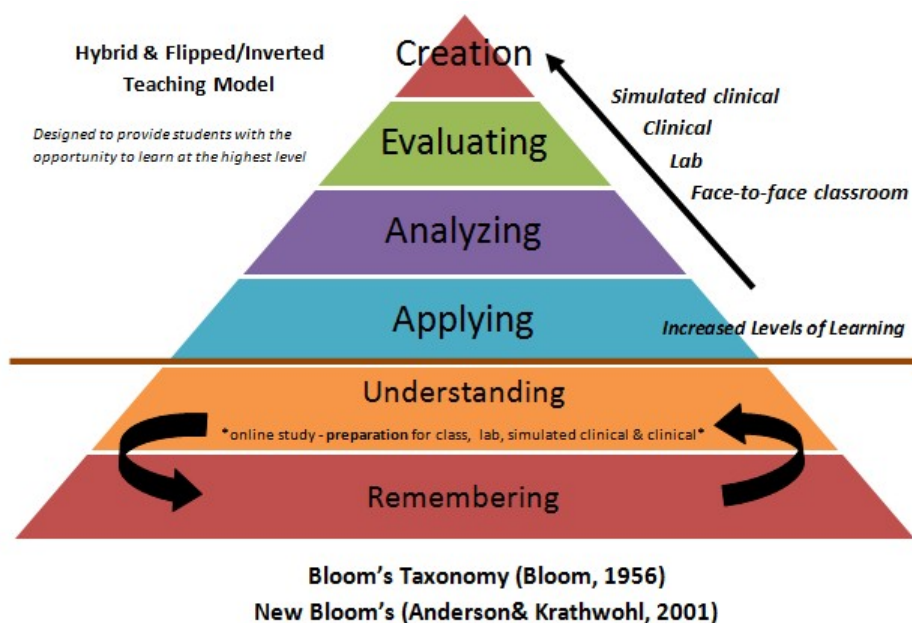 Hybrid & Flipped/Inverted
Teaching Model
Designed to provide students with the
opportunity to learn at the highest level
Creation
Evaluating
Analyzing
Applying
Simulated clinical
Clinical
Lab
Face-to-face classroom
Increased Levels of Learning
Understanding
*online study - preparation for class, lab, simulated clinical & clinical*
Remembering
Bloom's Taxonomy (Bloom, 1956)
New Bloom's (Anderson& Krathwohl, 2001)